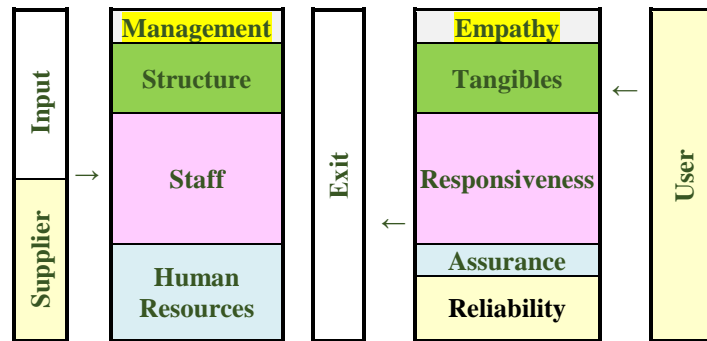 Input
Supplier
→
Management
Structure
Staff
Human
Resources
Exit
←
Empathy
Tangibles
Responsiveness
Assurance
Reliability
←
User